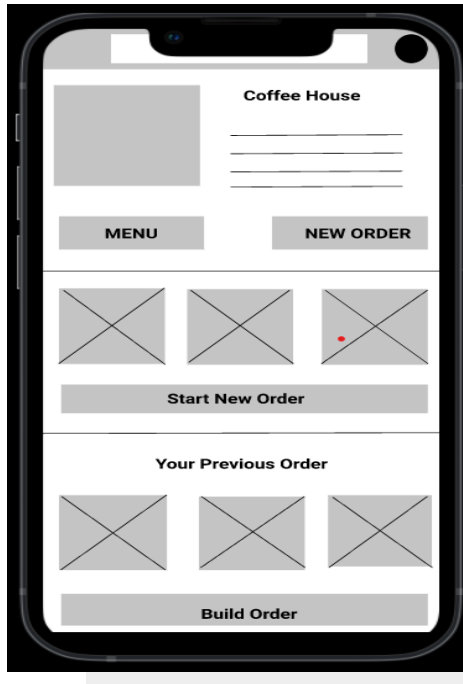 Coffee House
MENU
NEW ORDER
Start New Order
Your Previous Order
Build Order